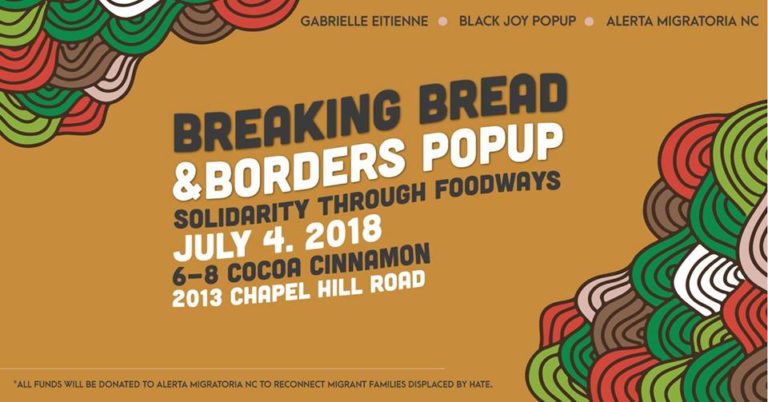 GABRIELLE EITIENNE ● BLACK JOY POPUP ● ALERTA MIGRATORIA NC
BREAKING BREAD
&BORDERS POPUP
SOLIDARITY THROUGH FOODWAYS
JULY 4. 2018
6–8 COCOA CINNAMON
2013 CHAPEL HILL ROAD
*ALL FUNDS WILL BE DONATED TO ALERTA MIGRATORIA NC TO RECONNECT MIGRANT FAMILIES DISPLACED BY HATE.